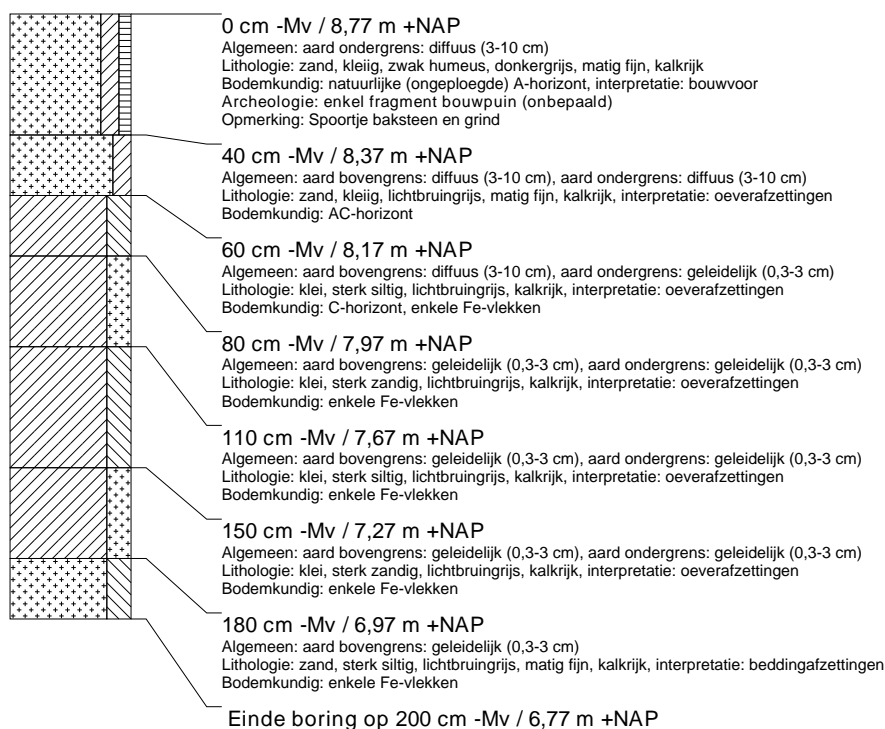 0 cm -Mv / 8,77 m +NAP
Algemeen: aard ondergrens: diffuus (3-10 cm)
Lithologie: zand, kleiig, zwak humeus, donkergrijs, matig fijn, kalkrijk
Bodemkundig: natuurlijke (ongeploegde) A-horizont, interpretatie: bouwvoor
Archeologie: enkel fragment bouwpuin (onbepaald)
Opmerking: Spoortje baksteen en grind
40 cm -Mv / 8,37 m +NAP
Algemeen: aard bovengrens: diffuus (3-10 cm), aard ondergrens: diffuus (3-10 cm)
Lithologie: zand, kleiig, lichtbruingrijs, matig fijn, kalkrijk, interpretatie: oeverafzettingen
Bodemkundig: AC-horizont
60 cm -Mv / 8,17 m +NAP
Algemeen: aard bovengrens: diffuus (3-10 cm), aard ondergrens: geleidelijk (0,3-3 cm)
Lithologie: klei, sterk siltig, lichtbruingrijs, kalkrijk, interpretatie: oeverafzettingen
Bodemkundig: C-horizont, enkele Fe-vlekken
80 cm -Mv / 7,97 m +NAP
Algemeen: aard bovengrens: geleidelijk (0,3-3 cm), aard ondergrens: geleidelijk (0,3-3 cm)
Lithologie: klei, sterk zandig, lichtbruingrijs, kalkrijk, interpretatie: oeverafzettingen
Bodemkundig: enkele Fe-vlekken
110 cm -Mv / 7,67 m +NAP
Algemeen: aard bovengrens: geleidelijk (0,3-3 cm), aard ondergrens: geleidelijk (0,3-3 cm)
Lithologie: klei, sterk siltig, lichtbruingrijs, kalkrijk, interpretatie: oeverafzettingen
Bodemkundig: enkele Fe-vlekken
150 cm -Mv / 7,27 m +NAP
Algemeen: aard bovengrens: geleidelijk (0,3-3 cm), aard ondergrens: geleidelijk (0,3-3 cm)
Lithologie: klei, sterk zandig, lichtbruingrijs, kalkrijk, interpretatie: oeverafzettingen
Bodemkundig: enkele Fe-vlekken
180 cm -Mv / 6,97 m +NAP
Algemeen: aard bovengrens: geleidelijk (0,3-3 cm)
Lithologie: zand, sterk siltig, lichtbruingrijs, matig fijn, kalkrijk, interpretatie: beddingafzettingen
Bodemkundig: enkele Fe-vlekken
Einde boring op 200 cm -Mv / 6,77 m +NAP